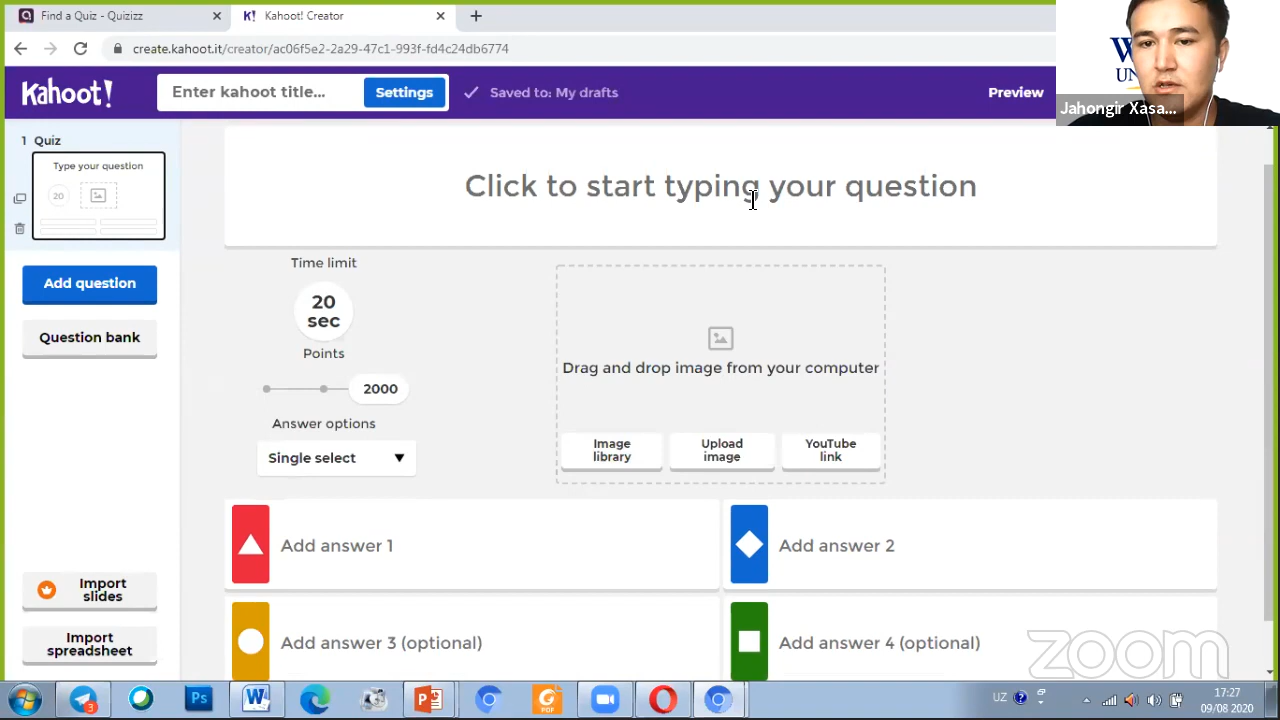 Find a Quiz - Quizizz
K! Kahoot! Creator
create.kahoot.it/creator/ac06f5e2-2a29-47c1-993f-fd4c24db6774
Kahoot!
Enter kahoot title...
Settings
Saved to: My drafts
Preview
Jahongir Xasa...
1 Quiz
Type your question
20
Click to start typing your question
Add question
Question bank
Time limit
20
sec
Points
2000
Answer options
Single select
Drag and drop image from your computer
Image
library
Upload
image
YouTube
link
Add answer 1
Add answer 2
Add answer 3 (optional)
Add answer 4 (optional)
Import
slides
Import
spreadsheet
zoom
3
Ps
W
P
PDF
UZ
17:27
09/08 2020